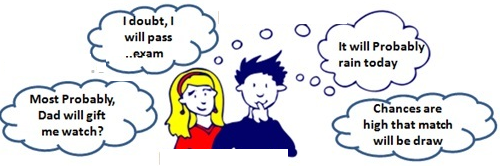 I doubt, I
will pass
..exam
It will Probably
rain today
Most Probably,
Dad will gift
me watch?
Chances are
high that match
will be draw